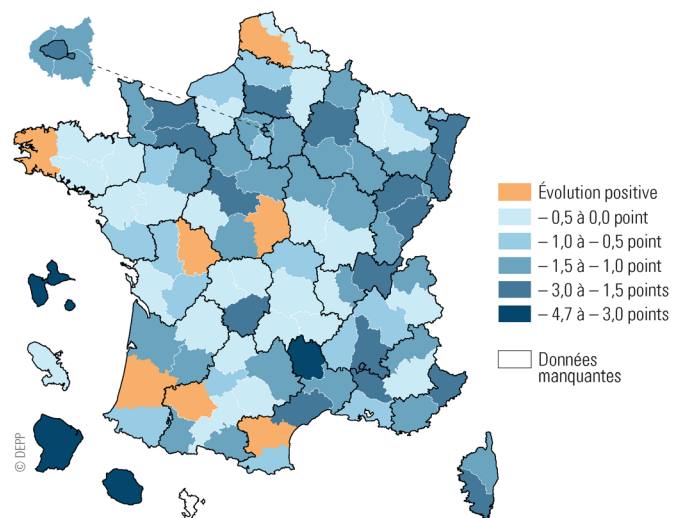 Évolution positive
– 0,5 à 0,0 point
– 1,0 à – 0,5 point
– 1,5 à – 1,0 point
– 3,0 à – 1,5 points
– 4,7 à – 3,0 points
Données
manquantes
© DEPP